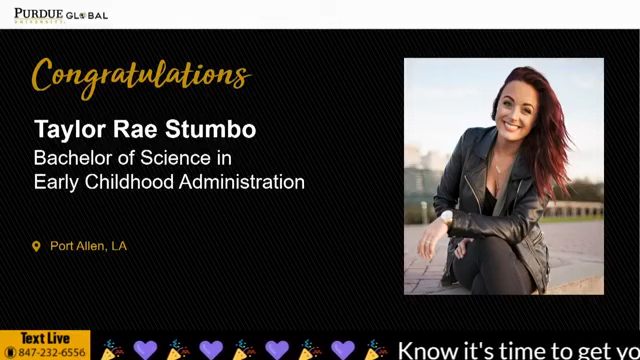 PURDUE GLOBAL
UNIVERSITY
Congratulations
Taylor Rae Stumbo
Bachelor of Science in
Early Childhood Administration
Port Allen, LA
Text Live
847-232-6556
Know it's time to get yo